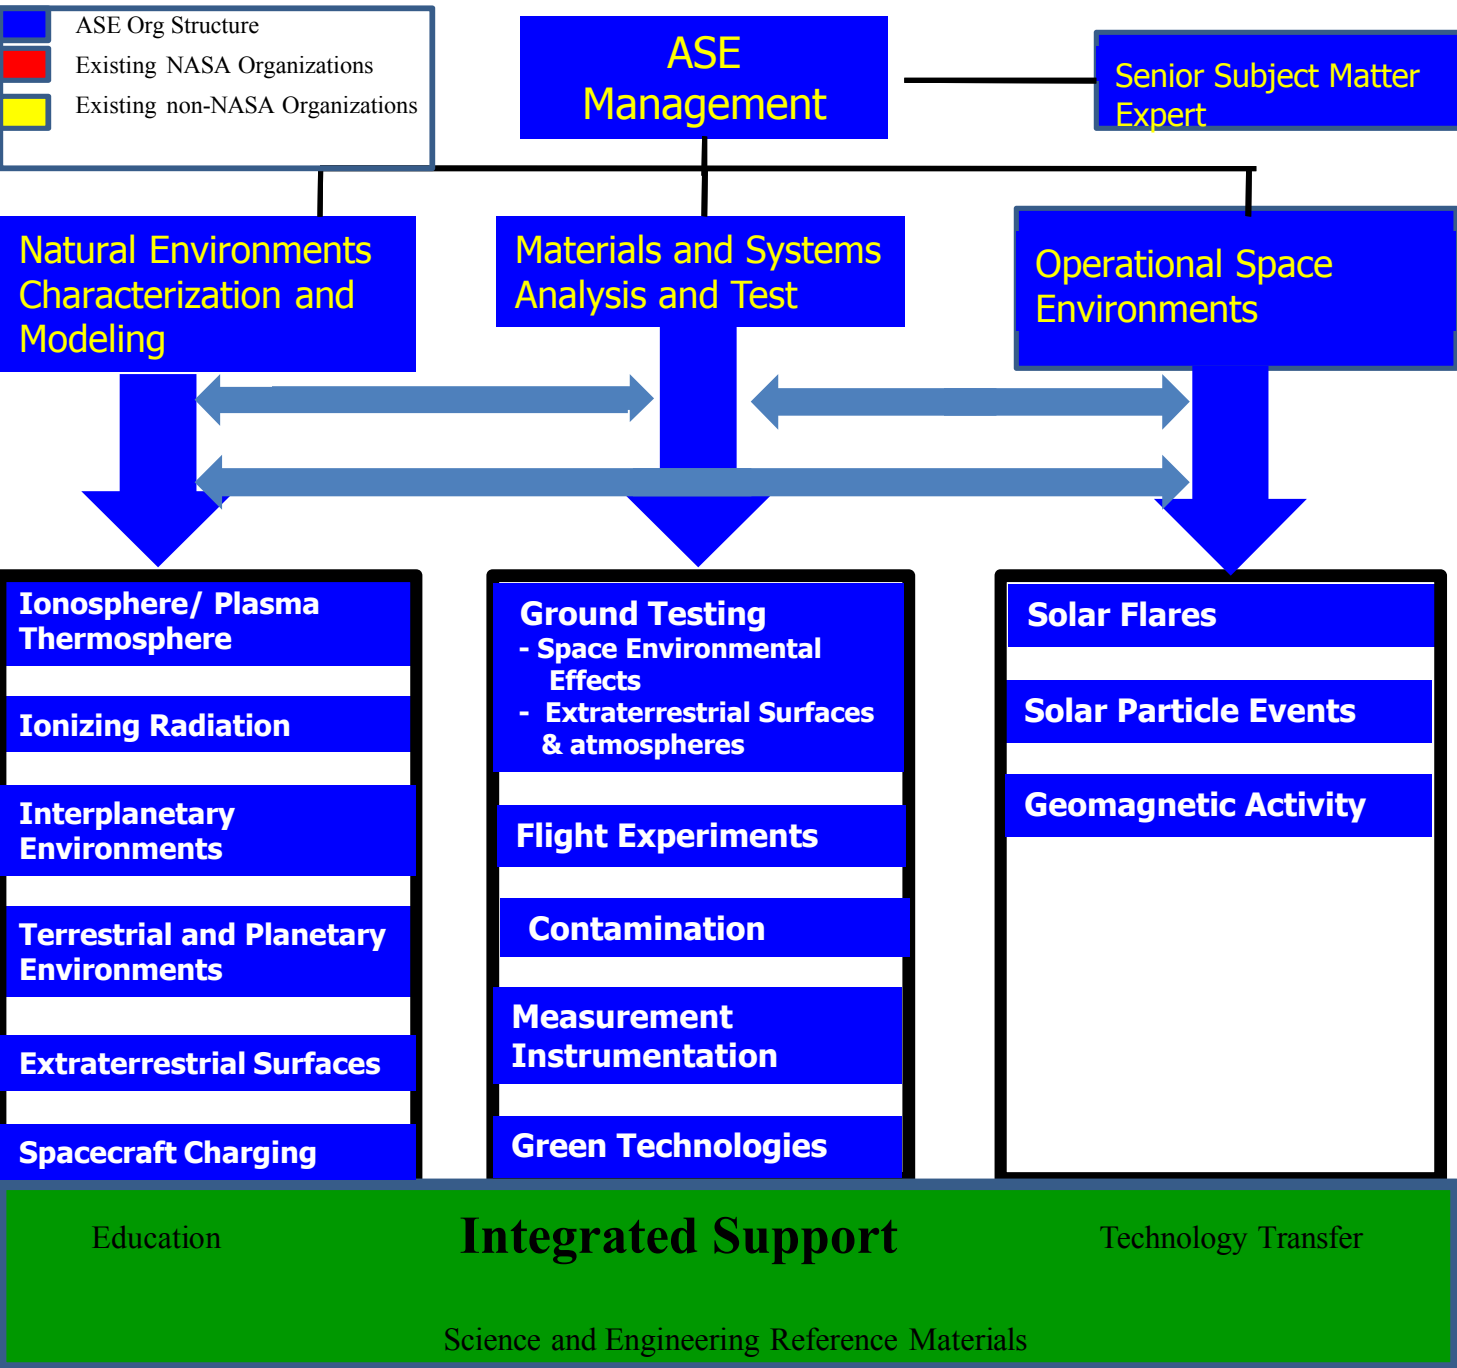 ASE Org Structure
Existing NASA Organizations
Existing non-NASA Organizations
ASE
Management
Senior Subject Matter
Expert
Natural Environments
Characterization and
Modeling
Materials and Systems
Analysis and Test
Operational Space
Environments
Ionosphere/ Plasma
Thermosphere
Ionizing Radiation
Interplanetary
Environments
Terrestrial and Planetary
Environments
Extraterrestrial Surfaces
Spacecraft Charging
Ground Testing
- Space Environmental
Effects
- Extraterrestrial Surfaces
& atmospheres
Flight Experiments
Contamination
Measurement
Instrumentation
Green Technologies
Solar Flares
Solar Particle Events
Geomagnetic Activity
Education
Integrated Support
Technology Transfer
Science and Engineering Reference Materials